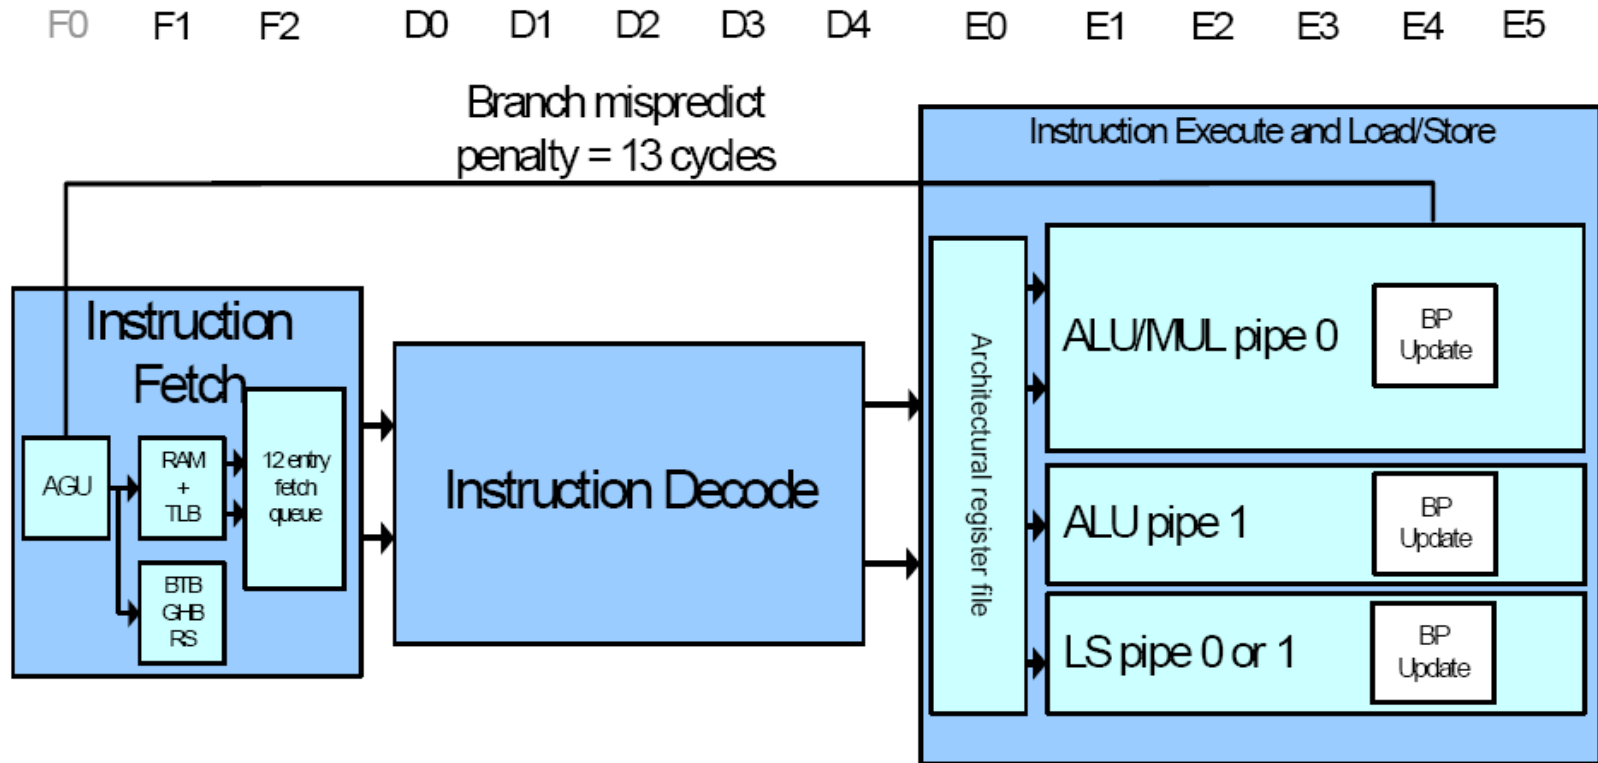 F0 F1 F2 D0 D1 D2 D3 D4 E0 E1 E2 E3 E4 E5
Branch mispredict
penalty = 13 cycles
Instruction Execute and Load/Store
Instruction
Fetch
AGU
RAM
+
TLB
12 entry
fetch
queue
BTB
GHB
RS
Instruction Decode
Architectural register file
ALU/MUL pipe 0
BP
Update
ALU pipe 1
BP
Update
LS pipe 0 or 1
BP
Update